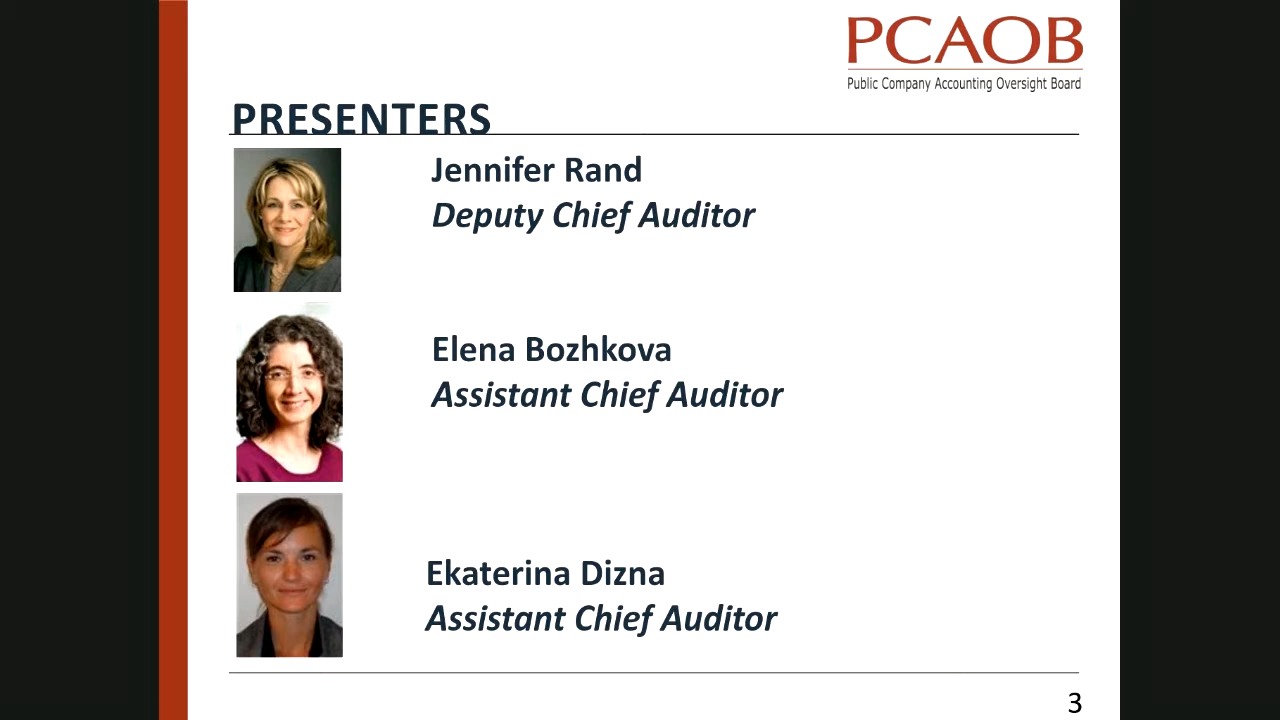 PCAOB
Public Company Accounting Oversight Board
PRESENTERS
Jennifer Rand
Deputy Chief Auditor
Elena Bozhkova
Assistant Chief Auditor
Ekaterina Dizna
Assistant Chief Auditor
3